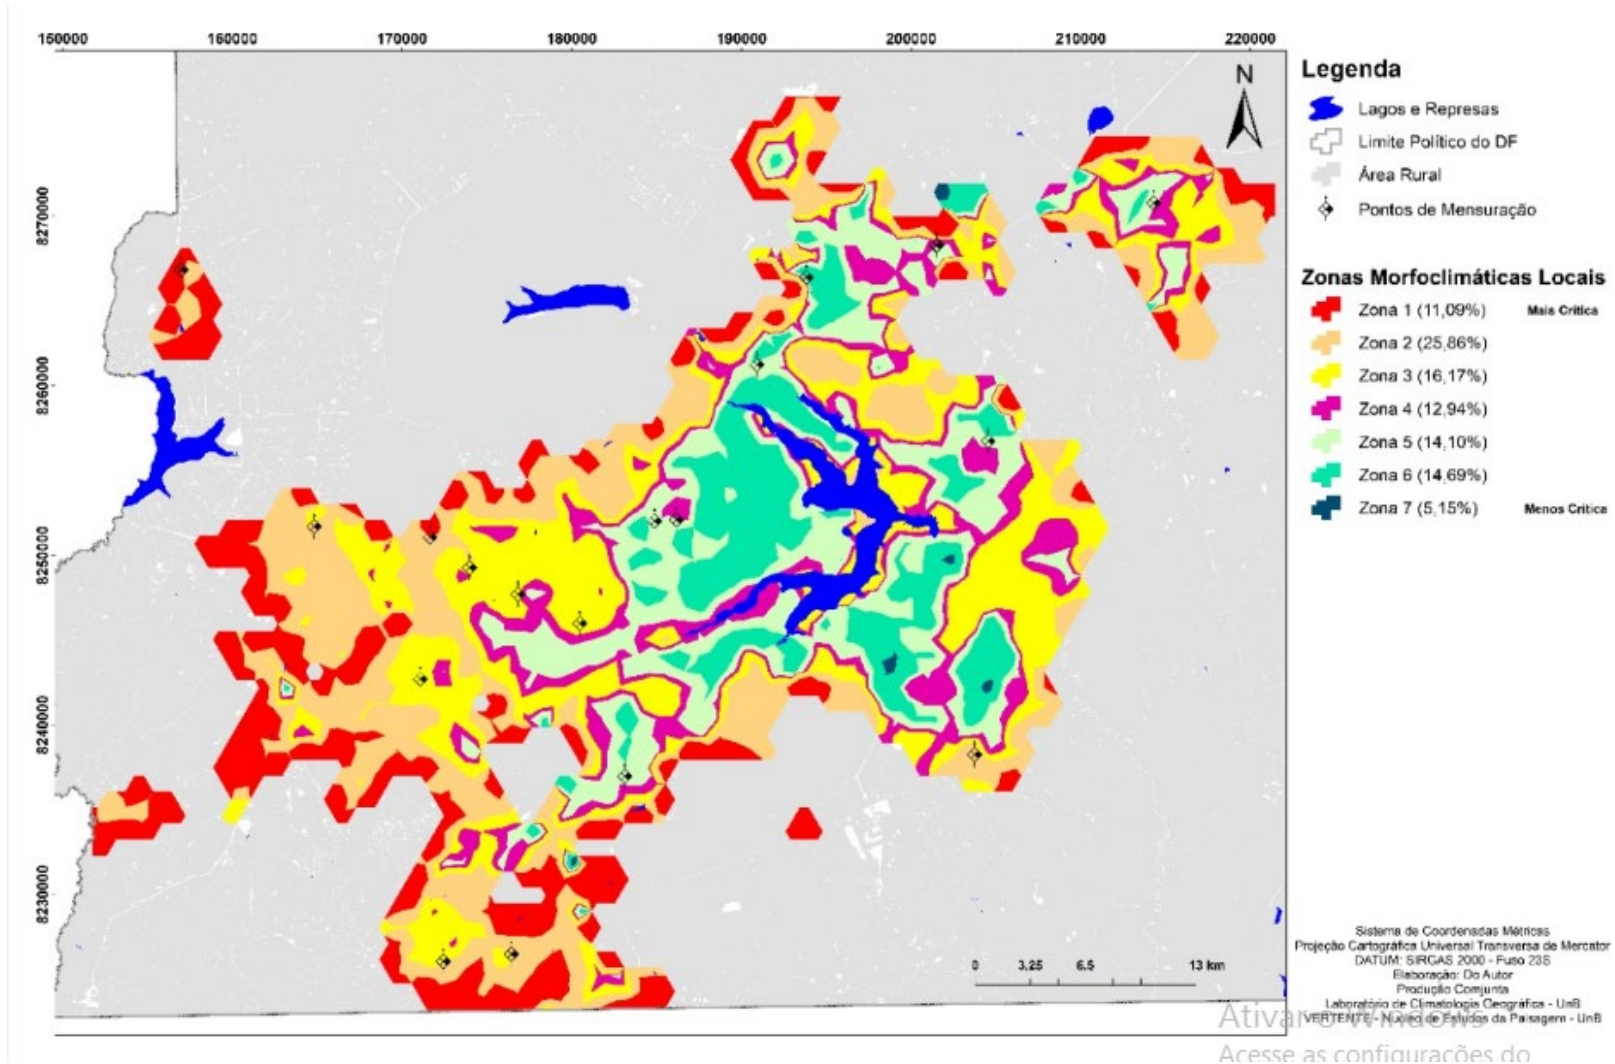 150000 160000 170000 180000 190000 200000 210000 220000
N
8270000
8260000
8250000
8240000
8230000
0 3,25 6,5 13 km
Legenda
Lagos e Represas
Limite Político do DF
Área Rural
Pontos de Mensuração
Zonas Morfoclimáticas Locais
Zona 1 (11,09%) Mais Crítica
Zona 2 (25,86%)
Zona 3 (16,17%)
Zona 4 (12,94%)
Zona 5 (14,10%)
Zona 6 (14,69%)
Zona 7 (5,15%) Menos Crítica
Sistema de Coordenadas Métricas
Projeção Cartográfica Universal Transversa de Mercator
DATUM: SIRGAS 2000 - Fuso 23S
Elaboração: Do Autor
Produção Conjunta
Laboratório de Climatologia Geográfica - UnB
VERTENTE - Núcleo de Estudos da Paisagem - UnB
Ativar o Windows
Acesse as configurações do